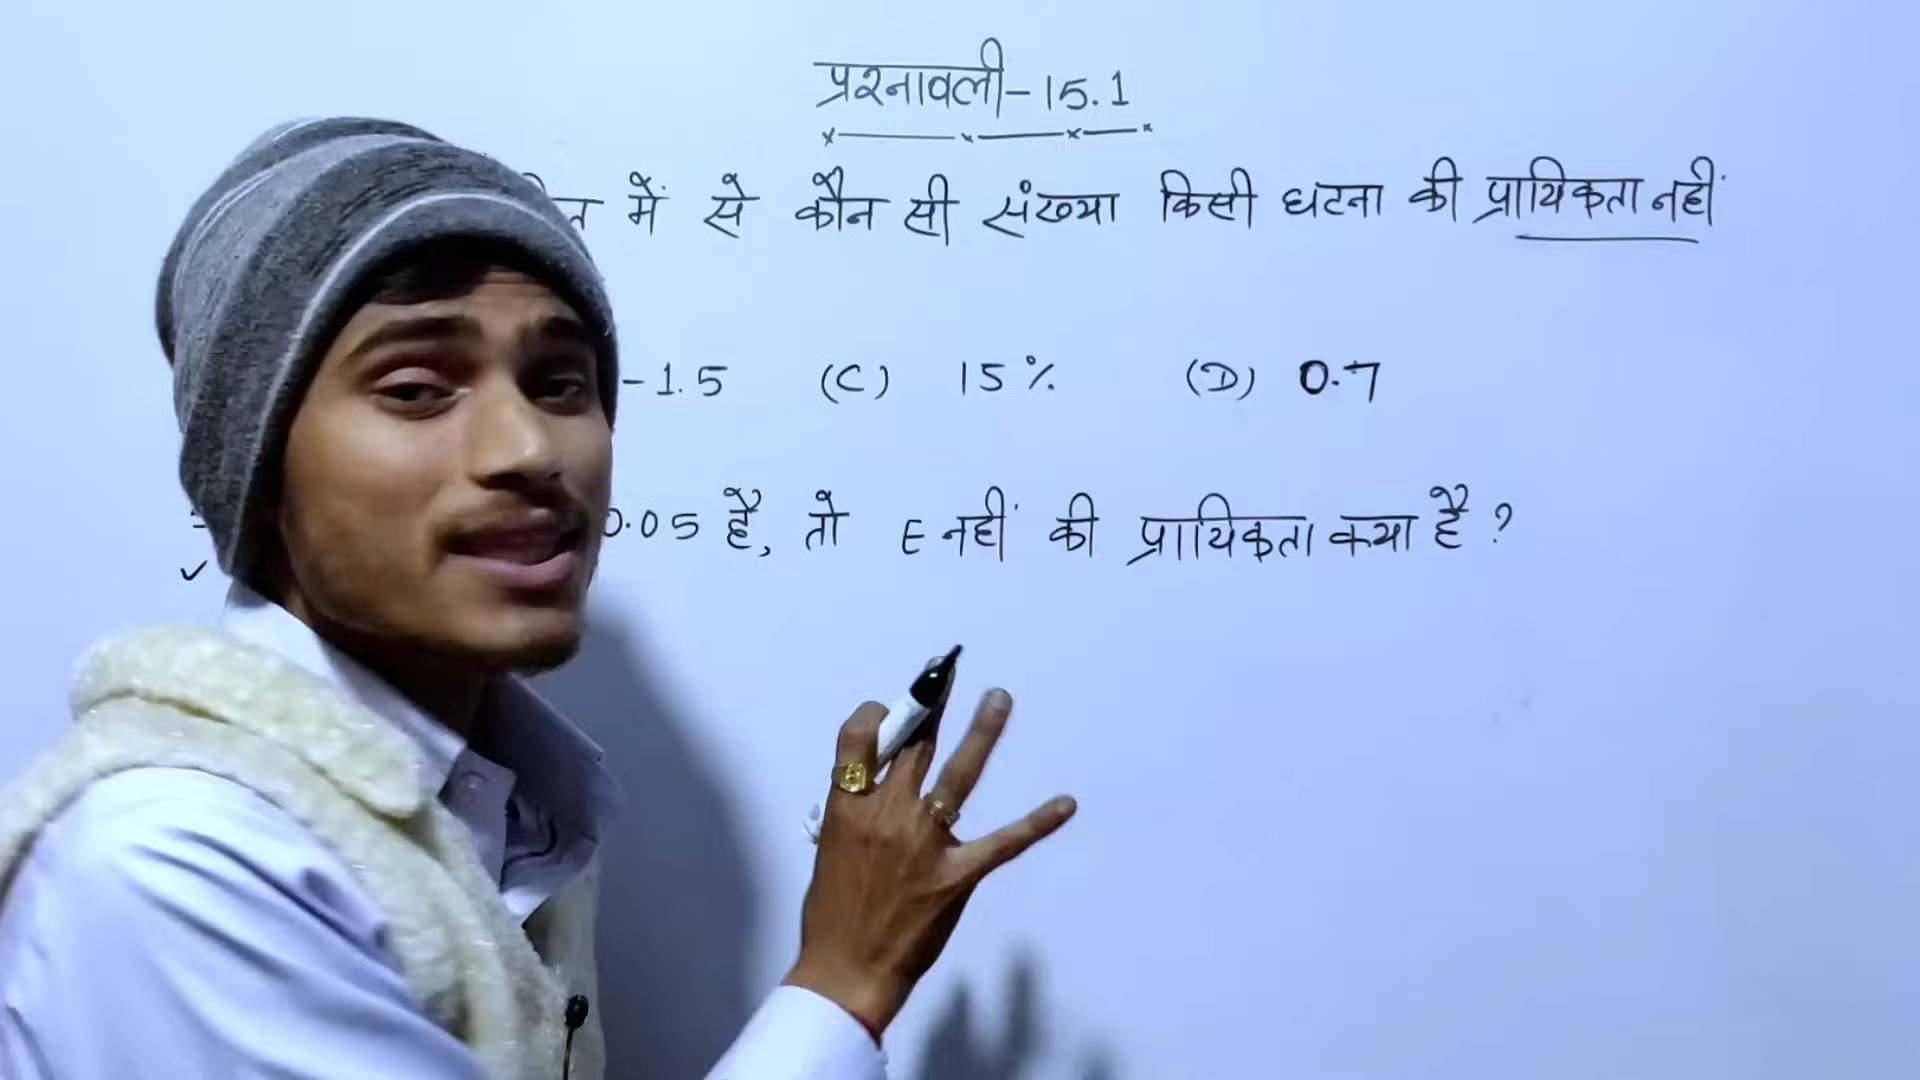 प्रश्नावली-15.1
में से कौन सी संख्या किसी घटना की प्रायिकता नहीं
-1.5 (C) 15% (D) 0.7
0.05 है, तो E नहीं की प्रायिकता क्या है ?